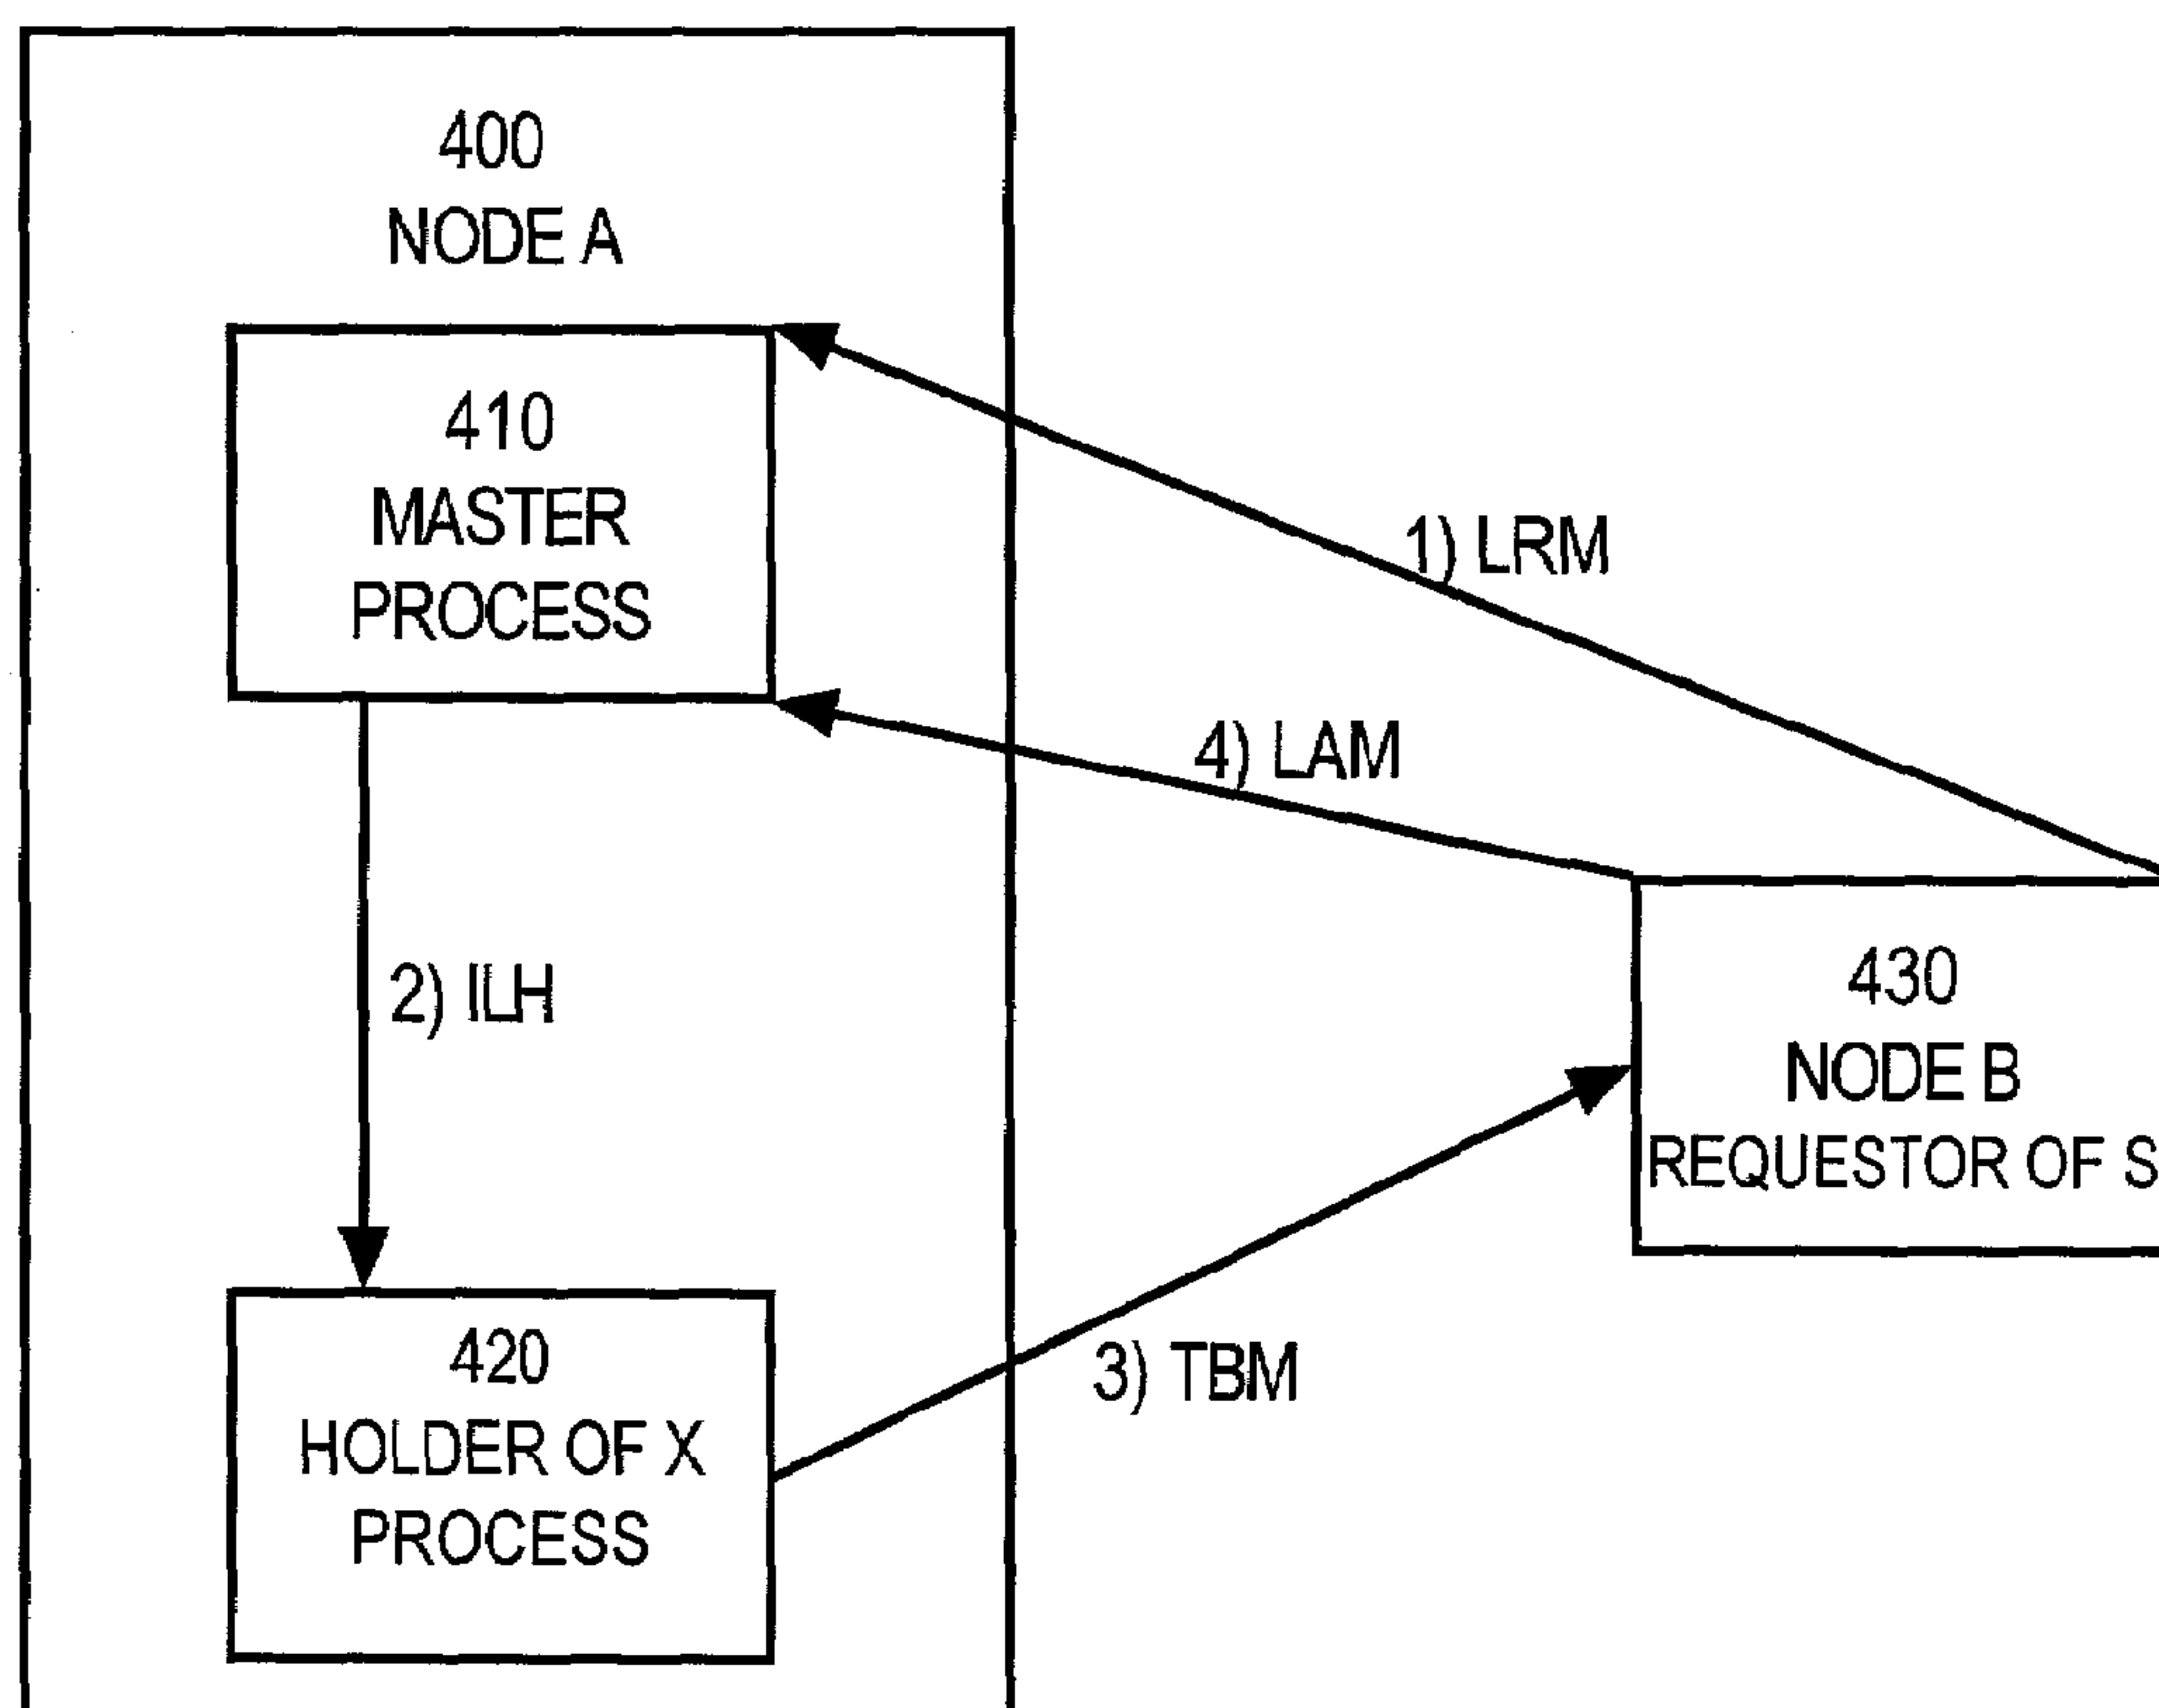 400
NODE A
410
MASTER
PROCESS
1) LRM
4) LAM
2) ILH
430
NODE B
REQUESTOR OF S
3) TBM
420
HOLDER OF X
PROCESS